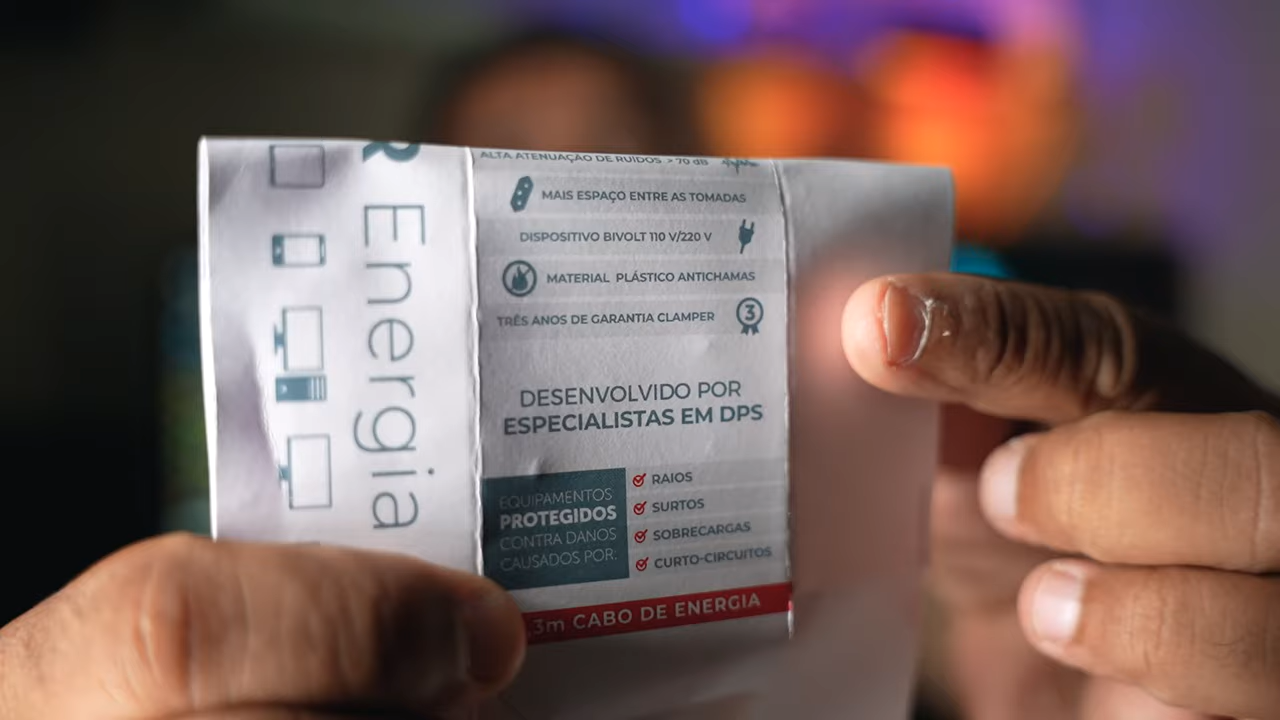 R Energia
ALTA ATENUAÇÃO DE RUÍDOS > 70 dB
MAIS ESPAÇO ENTRE AS TOMADAS
DISPOSITIVO BIVOLT 110 V/220 V
MATERIAL PLÁSTICO ANTICHAMAS
TRÊS ANOS DE GARANTIA CLAMPER
3
DESENVOLVIDO POR
ESPECIALISTAS EM DPS
EQUIPAMENTOS
PROTEGIDOS
CONTRA DANOS
CAUSADOS POR:
RAIOS
SURTOS
SOBRECARGAS
CURTO-CIRCUITOS
,3m CABO DE ENERGIA